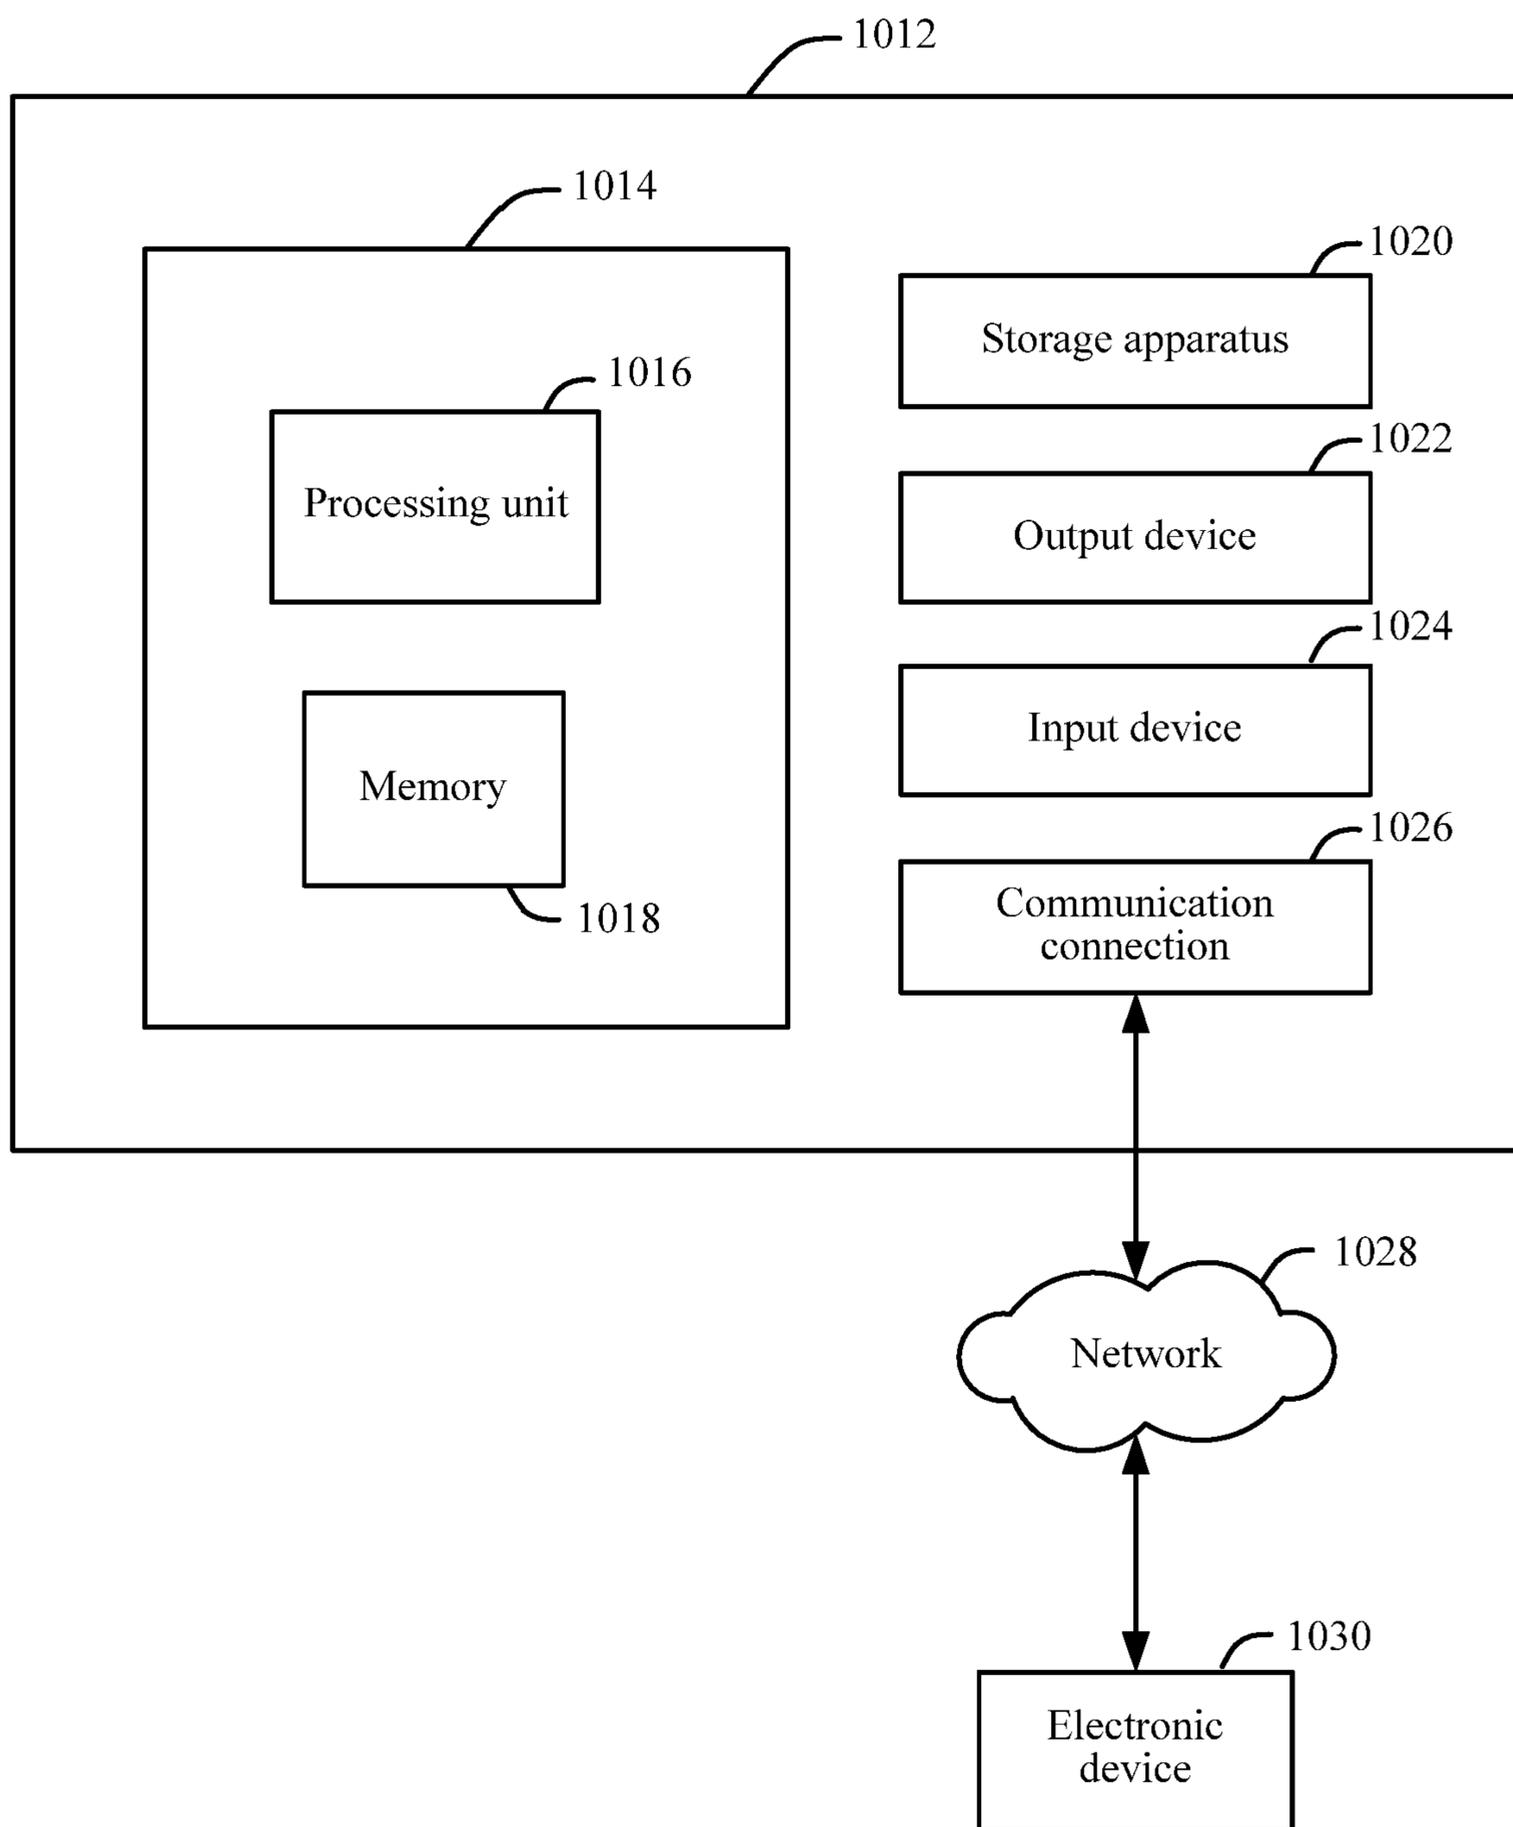 1012
1014
1020
Storage apparatus
1016
1022
Processing unit
Output device
1024
Input device
Memory
1026
1018
Communication
connection
1028
Network
1030
Electronic
device